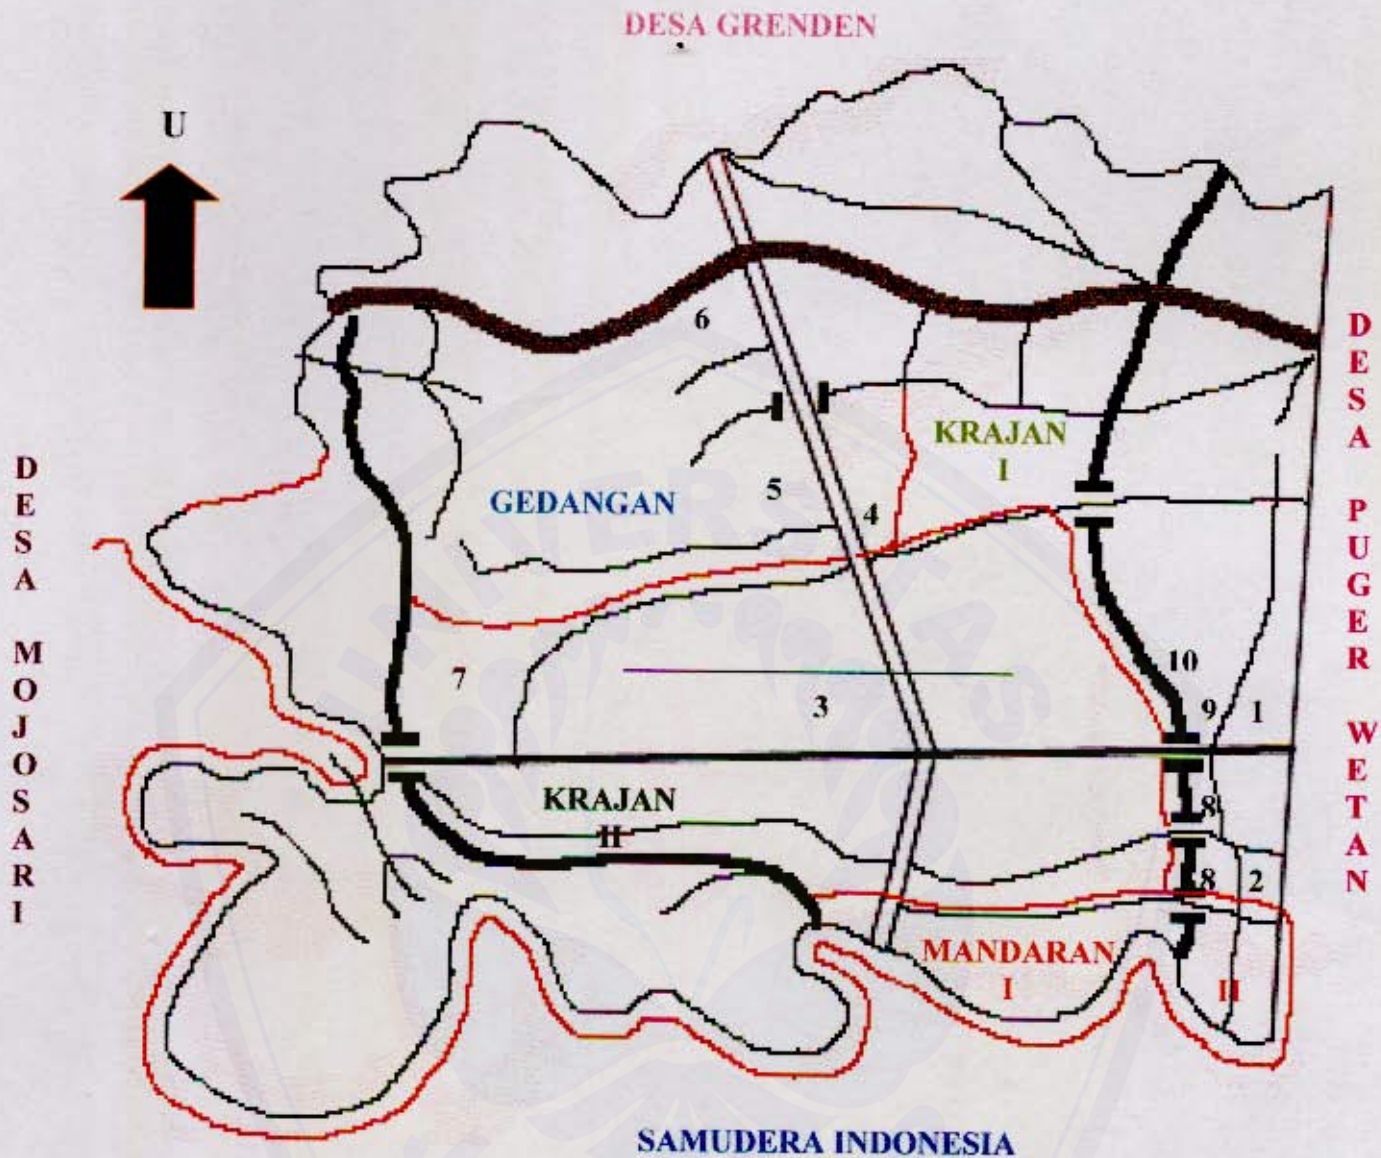 DESA GRENDEN
U
DESA MOJOSARI
DESA PUGER WETAN
6
KRAJAN
I
GEDANGAN
5
4
7
3
10
9
1
KRAJAN
II
8
8
2
MANDARAN
I
II
UNIVERSITAS
SAMUDERA INDONESIA